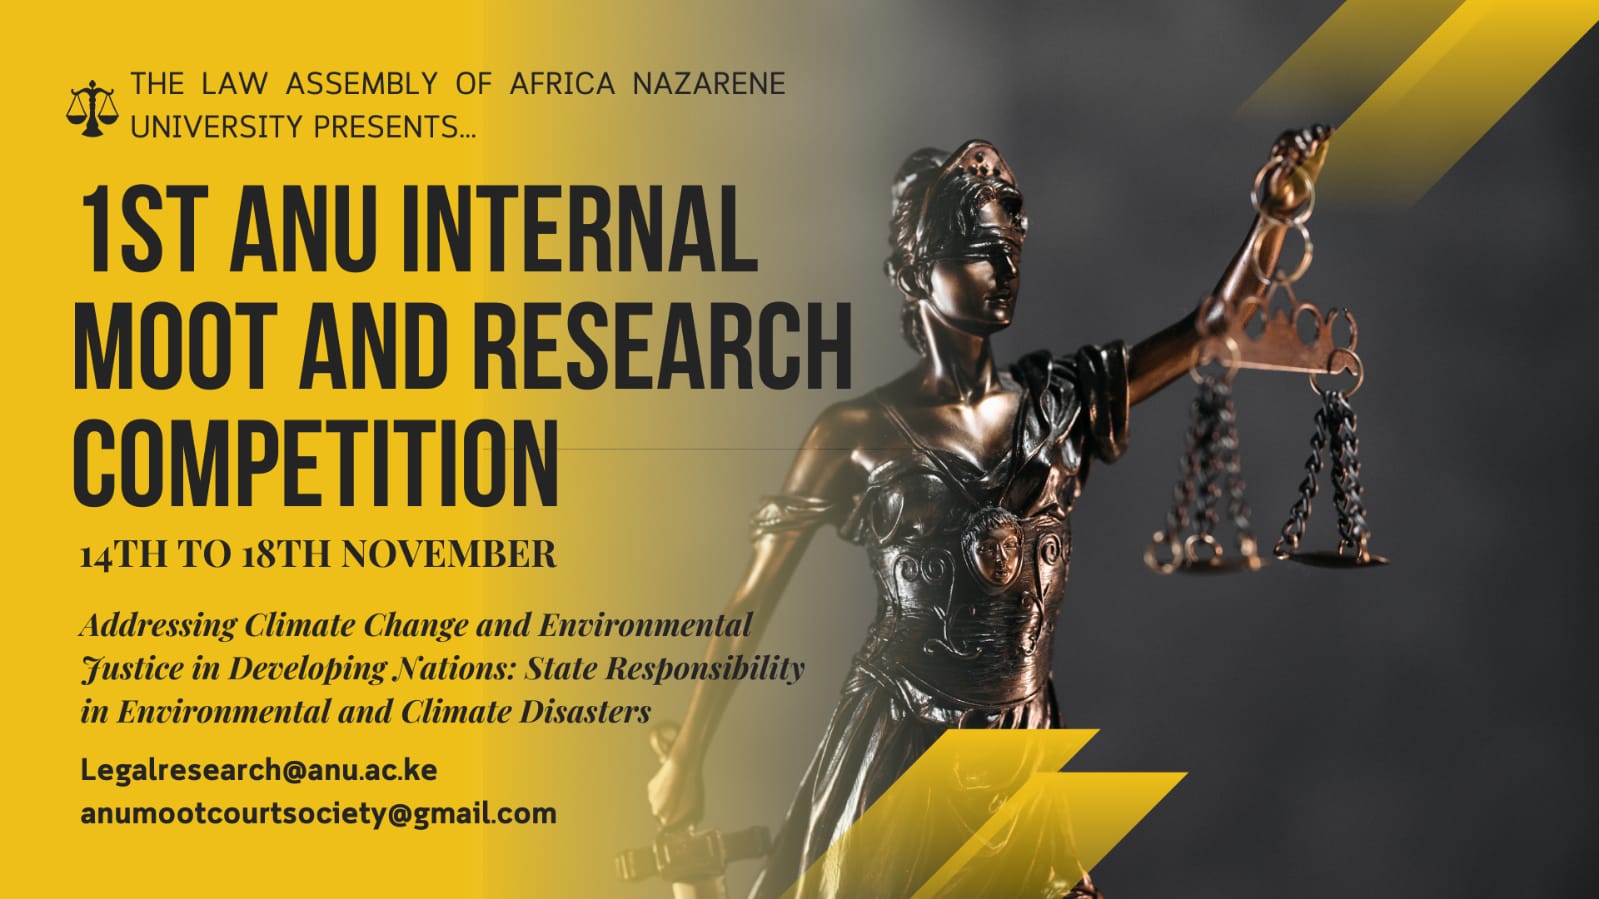 THE LAW ASSEMBLY OF AFRICA NAZARENE
UNIVERSITY PRESENTS...
1ST ANU INTERNAL
MOOT AND RESEARCH
COMPETITION
14TH TO 18TH NOVEMBER
Addressing Climate Change and Environmental
Justice in Developing Nations: State Responsibility
in Environmental and Climate Disasters
Legalresearch@anu.ac.ke
anumootcourtsociety@gmail.com